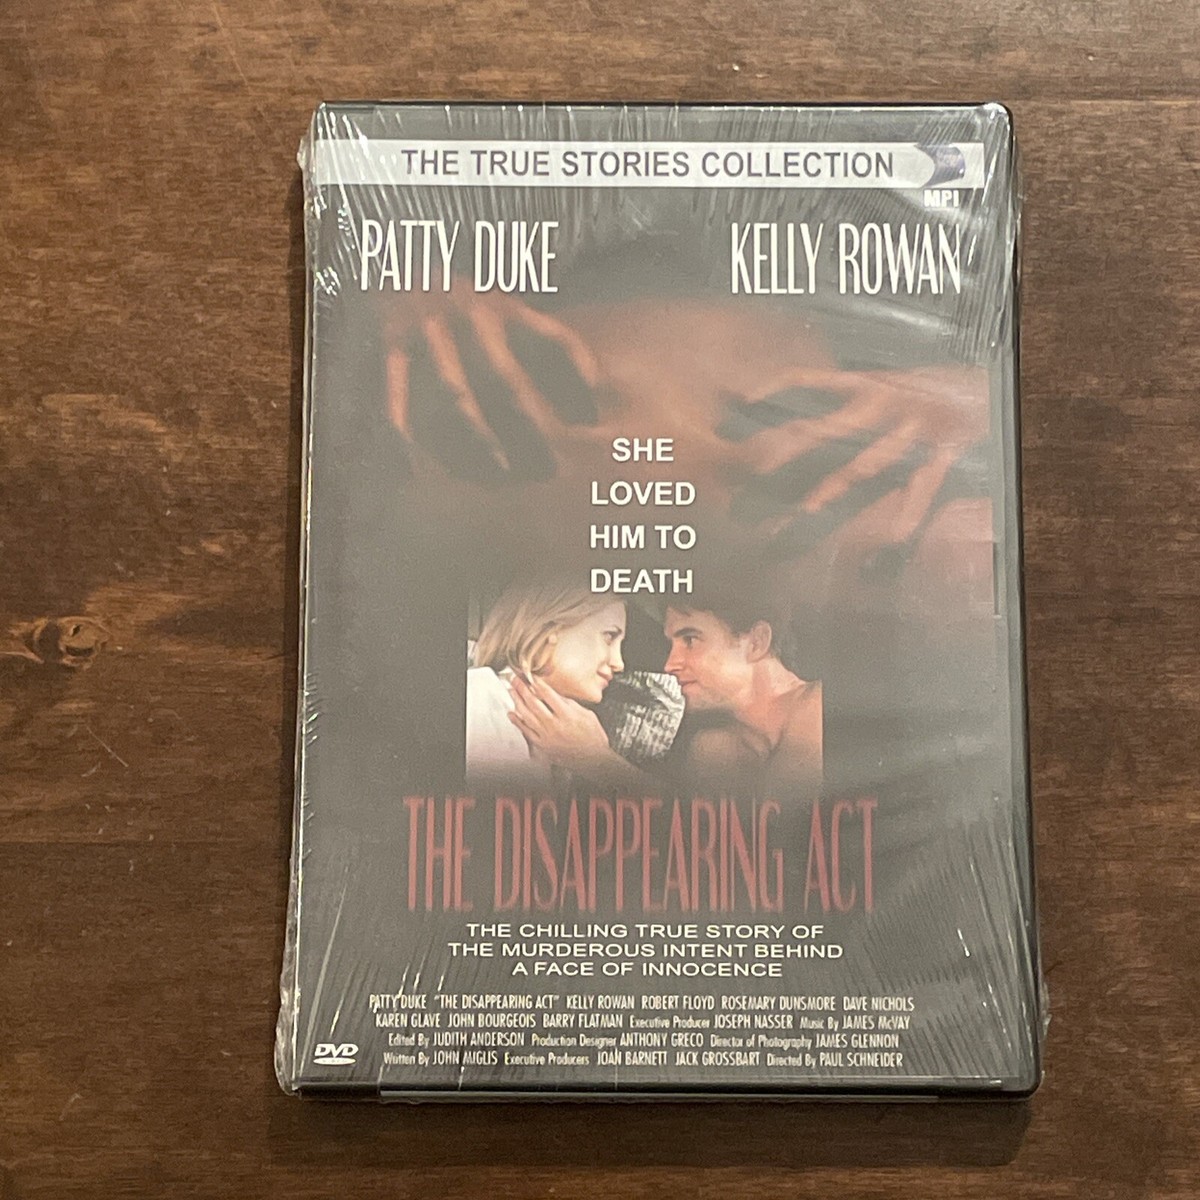 THE TRUE STORIES COLLECTION
MPI
PATTY DUKE KELLY ROWAN
SHE
LOVED
HIM TO
DEATH
THE DISAPPEARING ACT
THE CHILLING TRUE STORY OF
THE MURDEROUS INTENT BEHIND
A FACE OF INNOCENCE
PATTY DUKE "THE DISAPPEARING ACT" KELLY ROWAN ROBERT FLOYD ROSEMARY DUNSMORE DAVE NICHOLS
KAREN GLAVE JOHN BOURGEOIS BARRY FLATMAN Executive Producer JOSEPH NASSER Music By JAMES McVAY
Edited By JUDITH ANDERSON Production Designer ANTHONY GRECO Director of Photography JAMES GLENNON
Written By JOHN MIGLIS Executive Producers JOAN BARNETT JACK GROSSBART Directed By PAUL SCHNEIDER
DVD